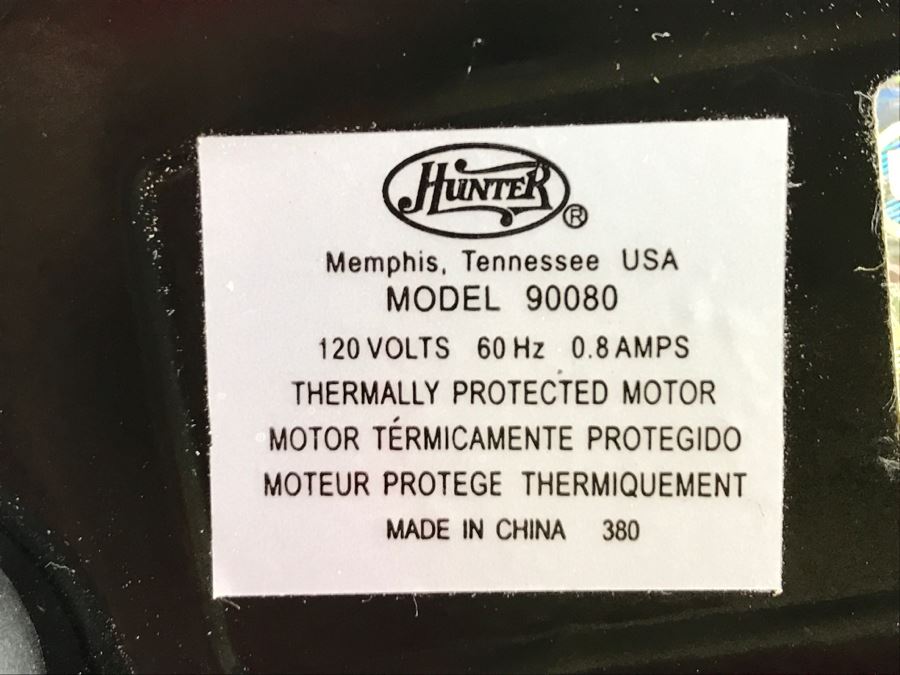 HUNTER®
Memphis, Tennessee USA
MODEL 90080
120 VOLTS 60 Hz 0.8 AMPS
THERMALLY PROTECTED MOTOR
MOTOR TÉRMICAMENTE PROTEGIDO
MOTEUR PROTEGE THERMIQUEMENT
MADE IN CHINA 380